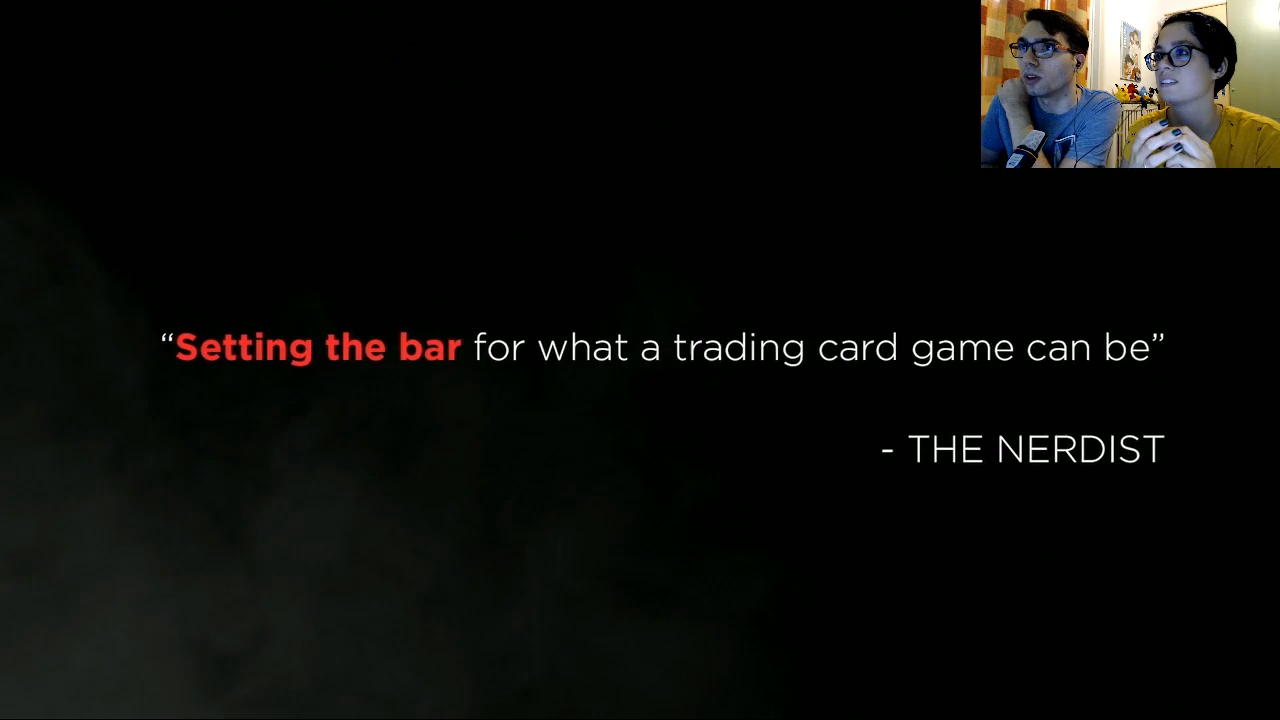 “Setting the bar for what a trading card game can be”
- THE NERDIST